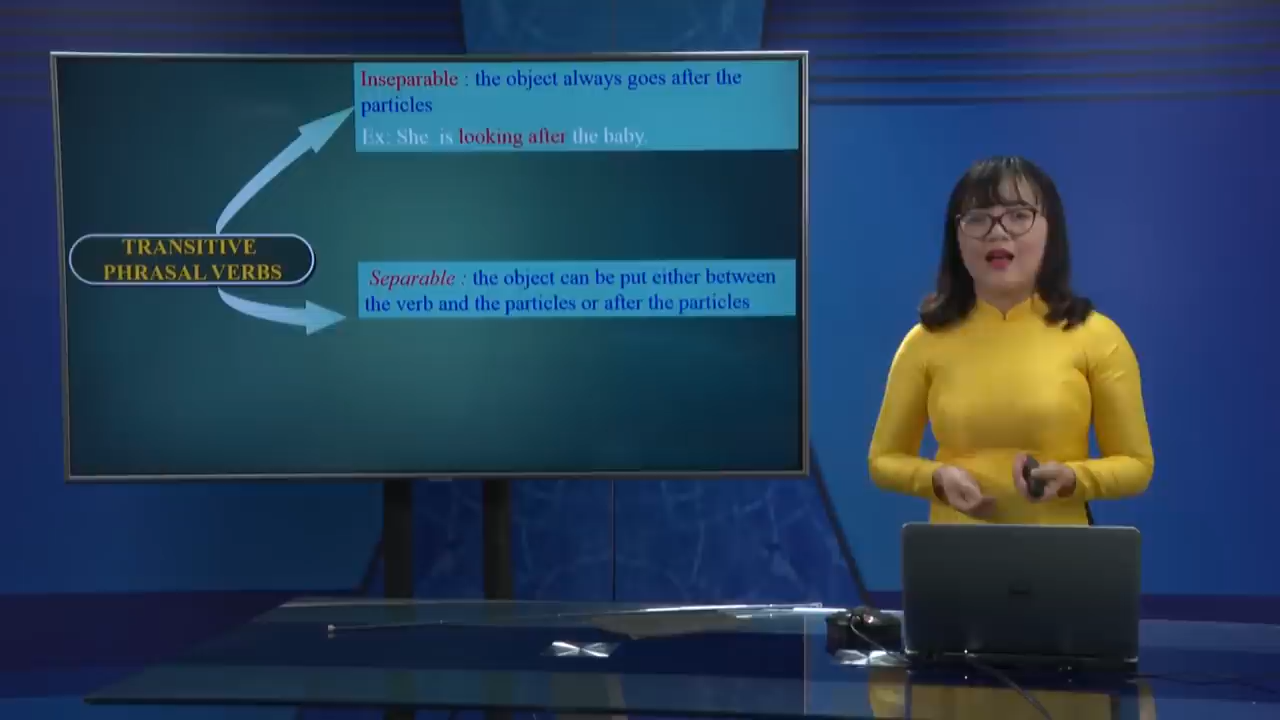 Inseparable : the object always goes after the
particles
Ex: She is looking after the baby.
TRANSITIVE
PHRASAL VERBS
Separable : the object can be put either between
the verb and the particles or after the particles